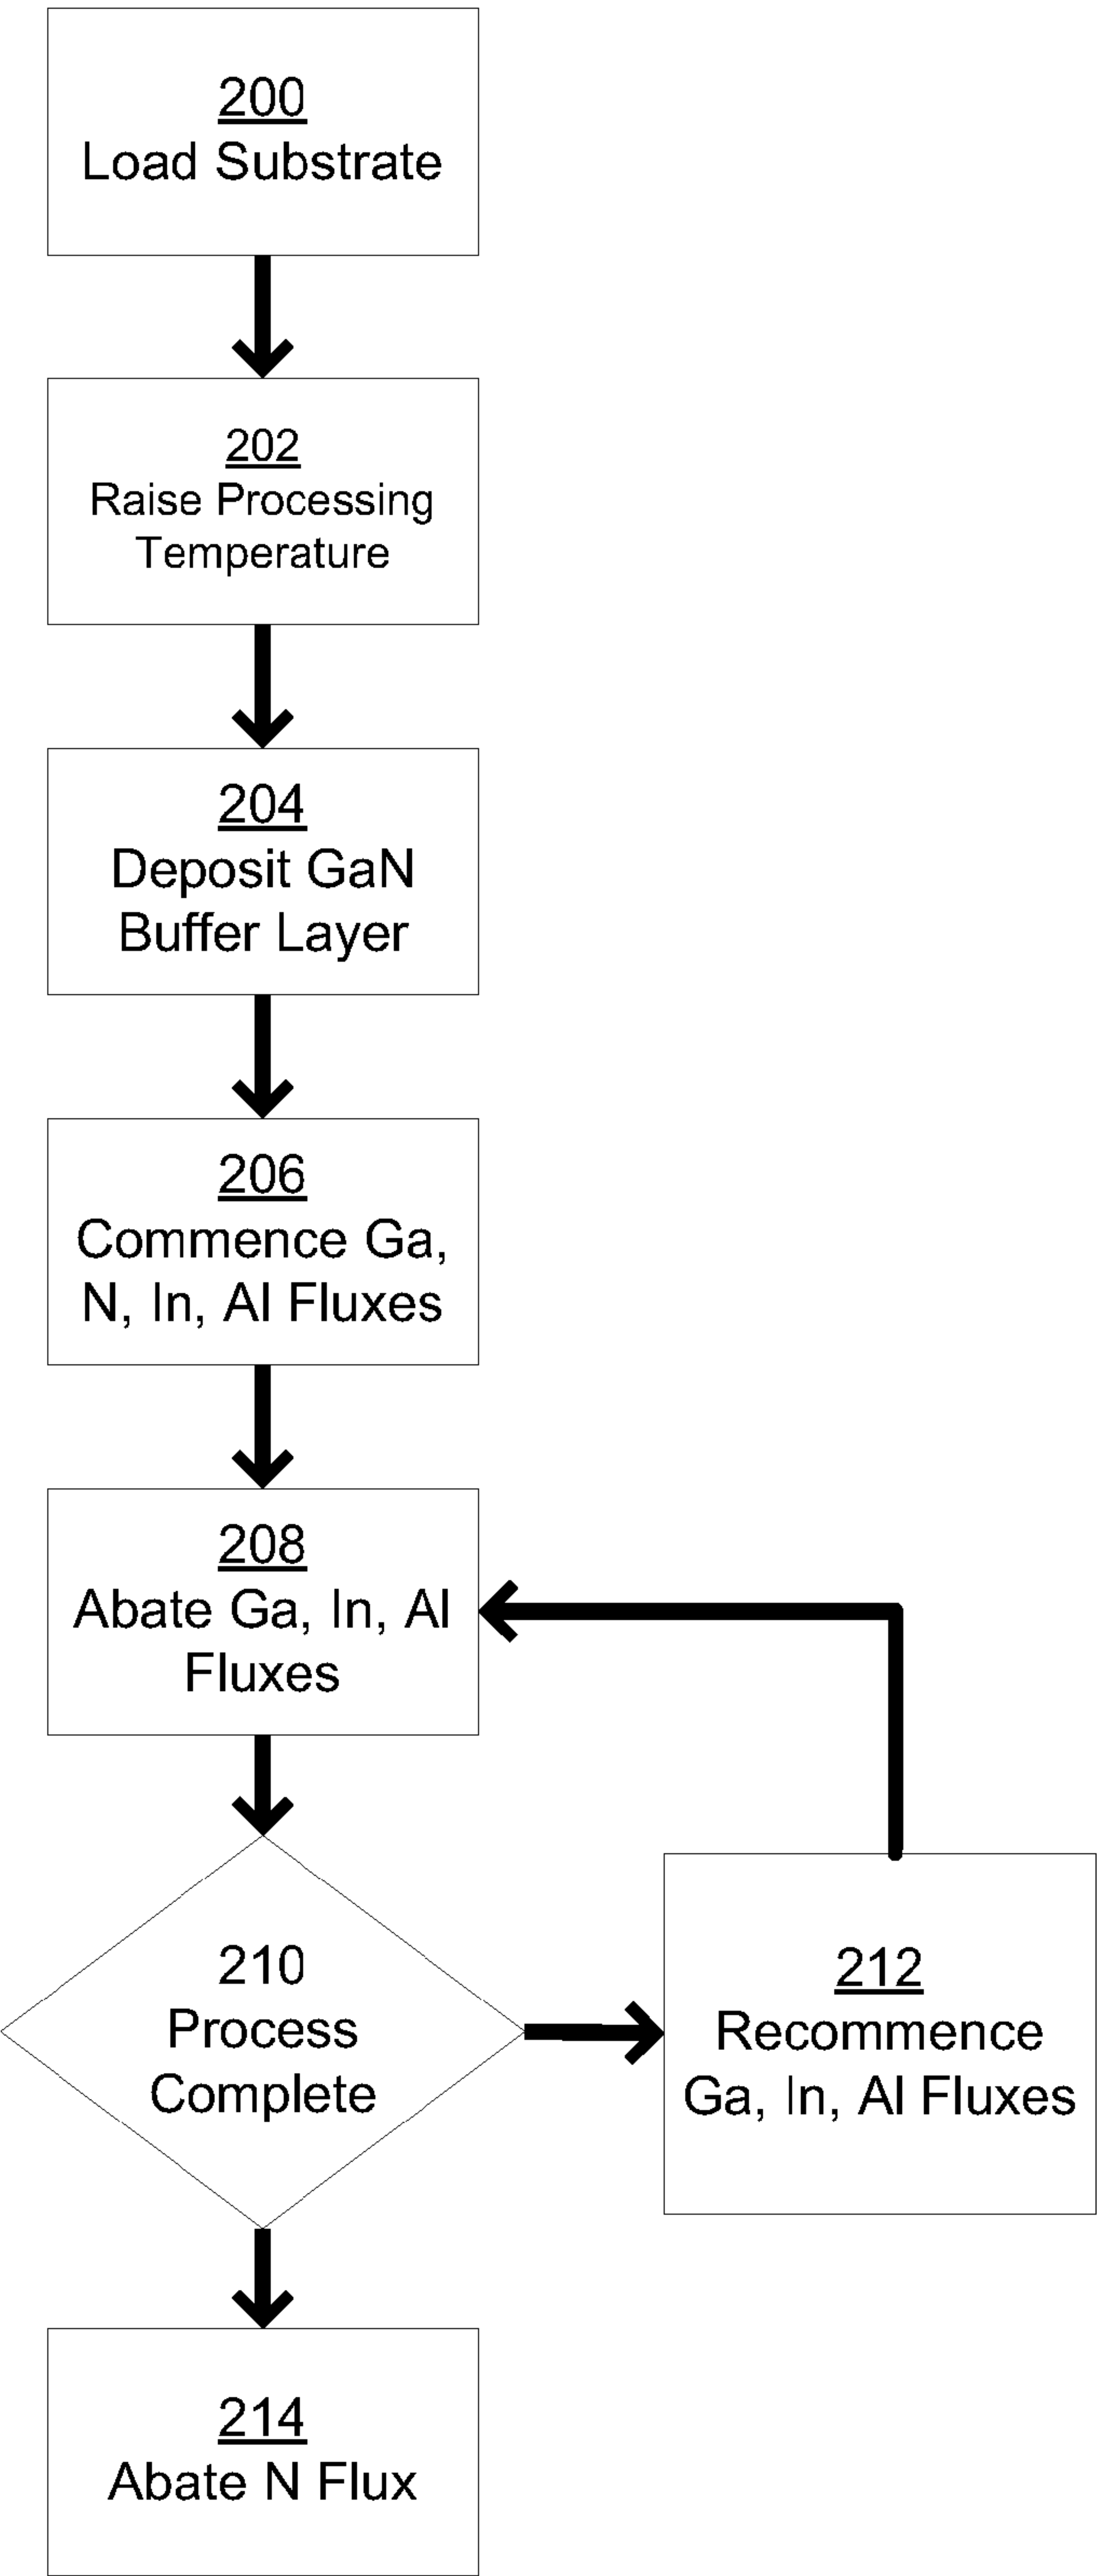 200
Load Substrate
202
Raise Processing
Temperature
204
Deposit GaN
Buffer Layer
206
Commence Ga,
N, In, Al Fluxes
208
Abate Ga, In, Al
Fluxes
210
Process
Complete
212
Recommence
Ga, In, Al Fluxes
214
Abate N Flux